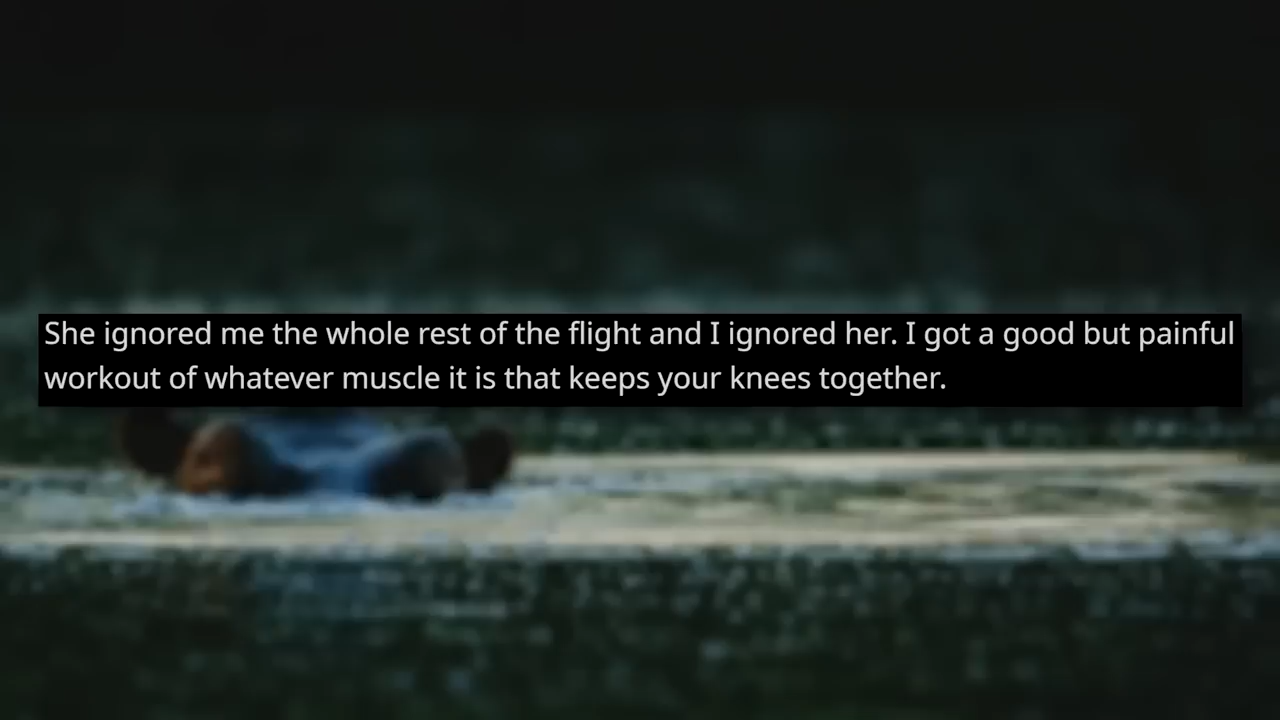 She ignored me the whole rest of the flight and I ignored her. I got a good but painful
workout of whatever muscle it is that keeps your knees together.